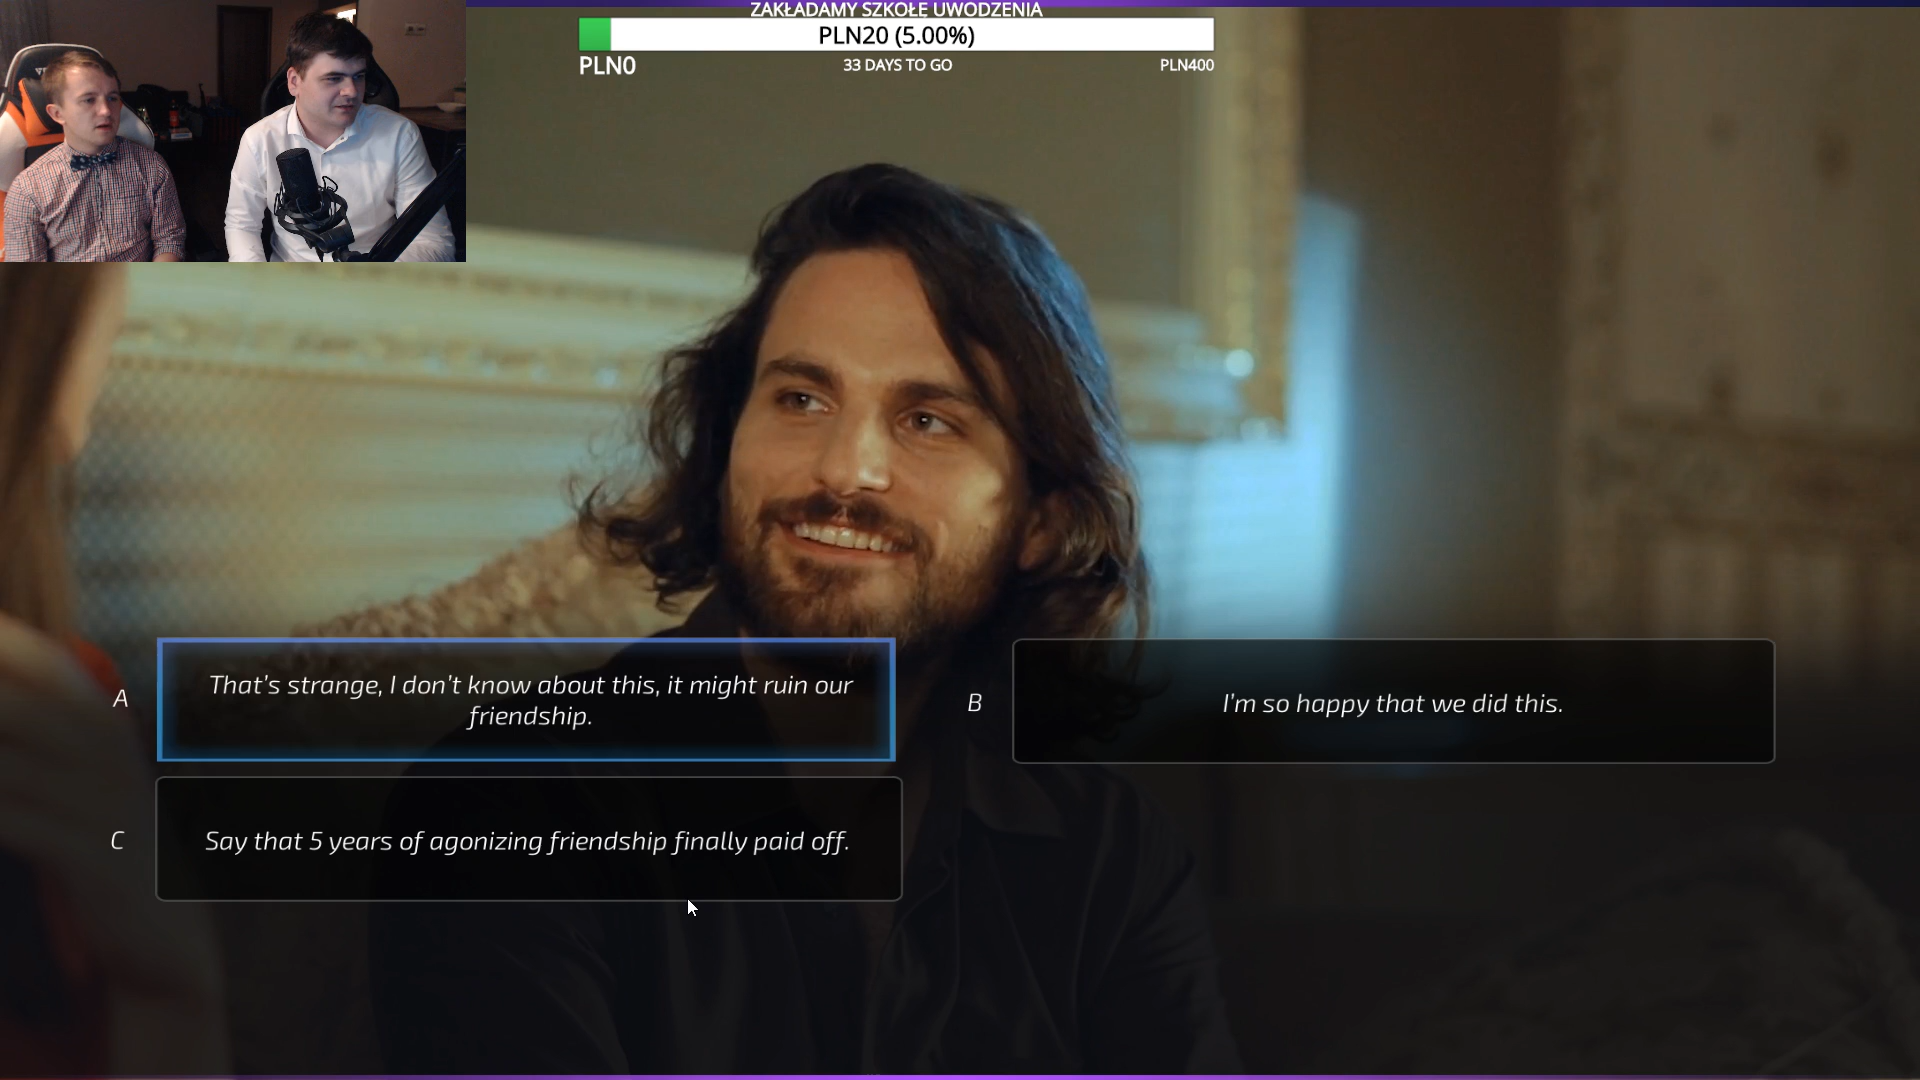 ZAKŁADAMY SZKOŁĘ UWODZENIA
PLN20 (5.00%)
PLN0
33 DAYS TO GO
PLN400
A
That's strange, I don't know about this, it might ruin our
friendship.
B
I'm so happy that we did this.
C
Say that 5 years of agonizing friendship finally paid off.